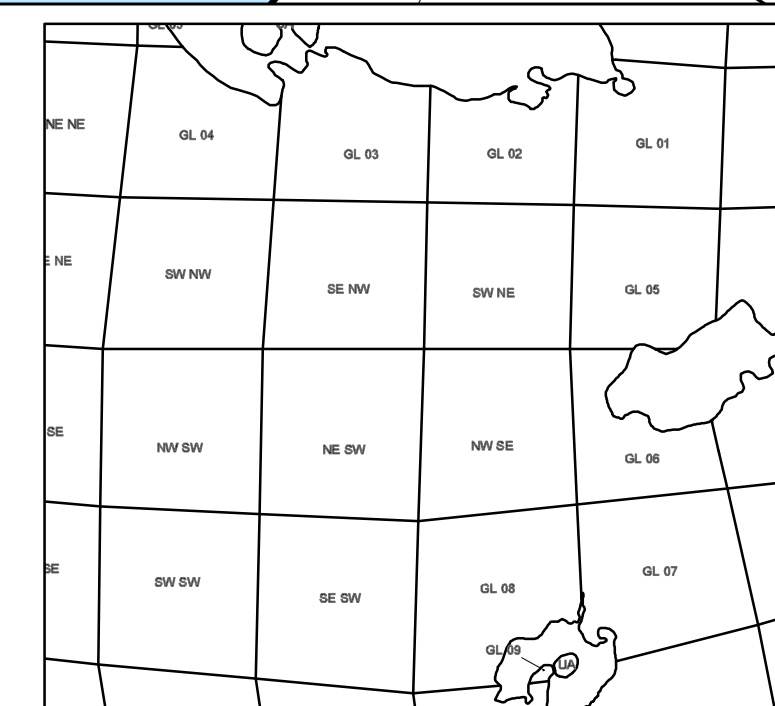 NE NE
GL 04
GL 03
GL 02
GL 01
NE
SW NW
SE NW
SW NE
GL 05
SE
NW SW
NE SW
NW SE
GL 06
SE
SW SW
SE SW
GL 08
GL 07
GL 09
UA